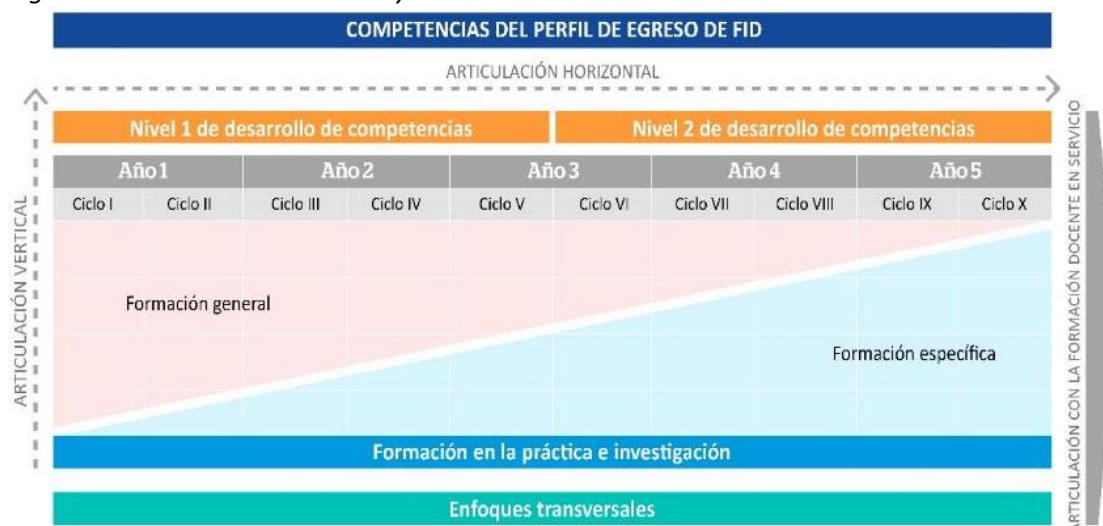 COMPETENCIAS DEL PERFIL DE EGRESO DE FID
ARTICULACIÓN HORIZONTAL
Nivel 1 de desarrollo de competencias
Nivel 2 de desarrollo de competencias
Año 1
Año 2
Año 3
Año 4
Año 5
Ciclo I
Ciclo II
Ciclo III
Ciclo IV
Ciclo V
Ciclo VI
Ciclo VII
Ciclo VIII
Ciclo IX
Ciclo X
ARTICULACIÓN VERTICAL
Formación general
Formación específica
ARTICULACIÓN CON LA FORMACIÓN DOCENTE EN SERVICIO
Formación en la práctica e investigación
Enfoques transversales